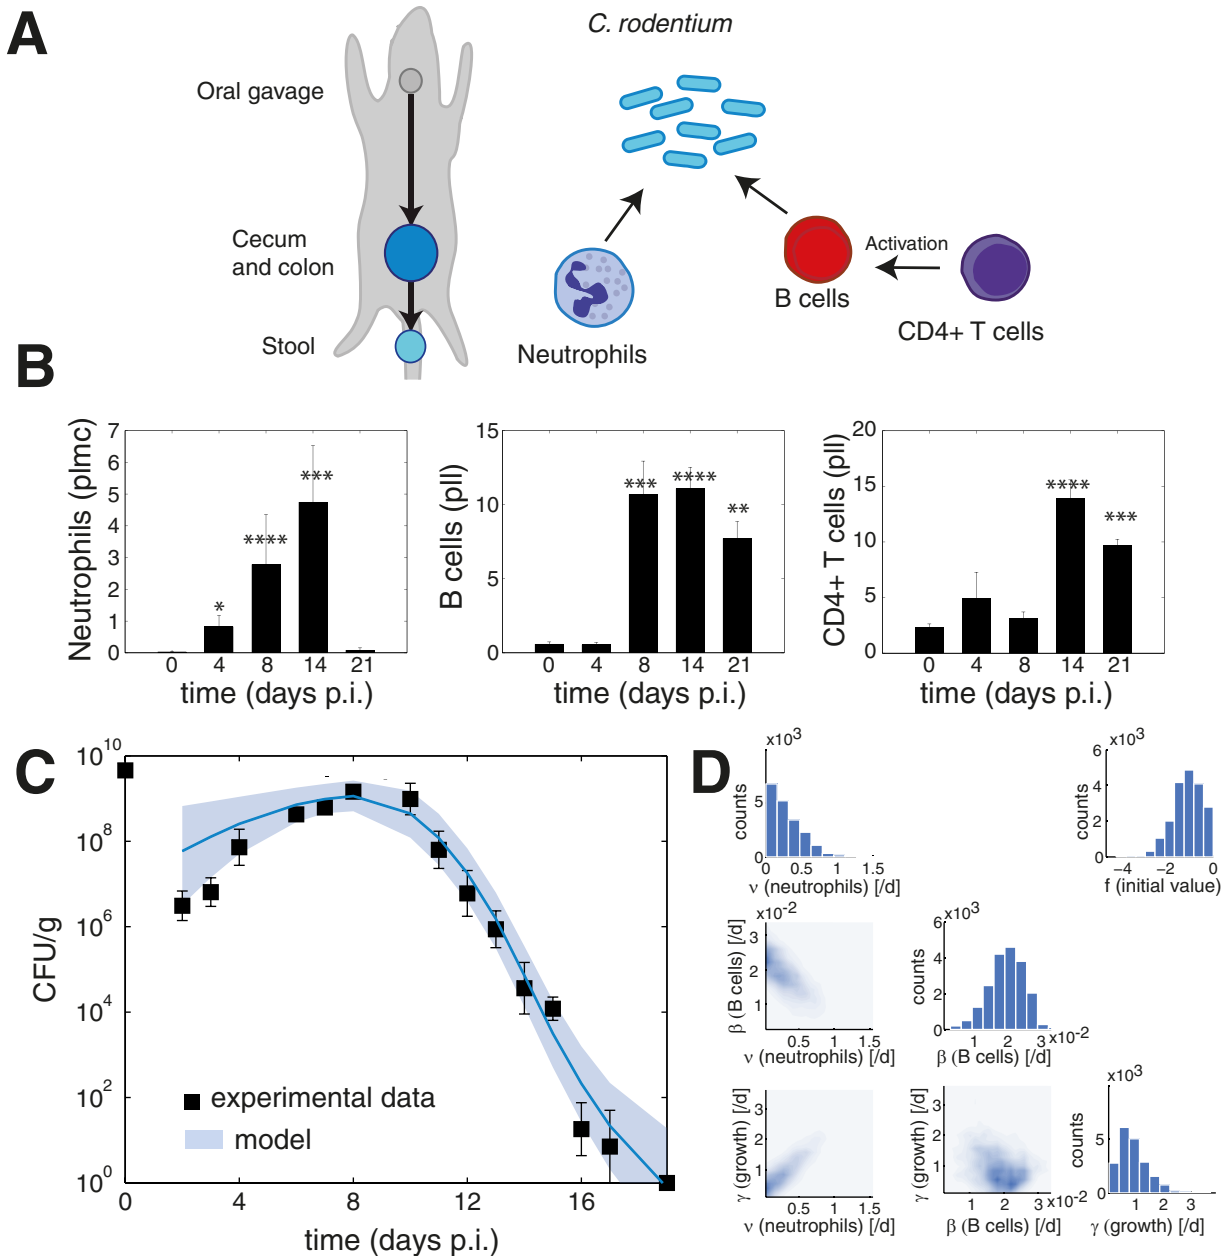 A
C. rodentium
Oral gavage
Cecum
and colon
Stool
Neutrophils
B cells
Activation
CD4+ T cells
B
Neutrophils (plmc)
7
6
5
4
3
2
1
0
*
****
***
0 4 8 14 21
time (days p.i.)
B cells (pll)
15
10
5
0
***
****
**
0 4 8 14 21
time (days p.i.)
CD4+ T cells (pll)
20
15
10
5
0
****
***
0 4 8 14 21
time (days p.i.)
C
CFU/g
10^10
10^8
10^6
10^4
10^2
10^0
experimental data
model
0 4 8 12 16
time (days p.i.)
D
x10^3
counts
5
0
0 0.5 1 1.5
ν (neutrophils) [/d]
x10^3
counts
6
4
2
0
−4 −2 0
f (initial value)
x10^-2
β (B cells) [/d]
3
2
1
0.5 1 1.5
ν (neutrophils) [/d]
x10^3
counts
6
4
2
0
1 2 3 x10^-2
β (B cells) [/d]
γ (growth) [/d]
3
2
1
0.5 1 1.5
ν (neutrophils) [/d]
γ (growth) [/d]
3
2
1
1 2 3 x10^-2
β (B cells) [/d]
x10^3
counts
5
0
1 2 3
γ (growth) [/d]